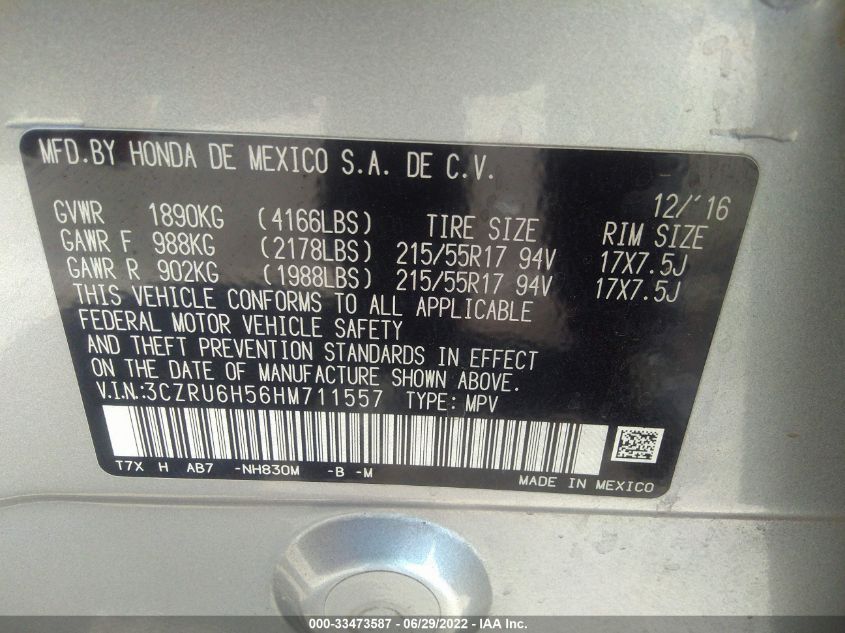 MFD.BY HONDA DE MEXICO S.A. DE C.V.
12/'16
GVWR 1890KG (4166LBS) TIRE SIZE RIM SIZE
GAWR F 988KG (2178LBS) 215/55R17 94V 17X7.5J
GAWR R 902KG (1988LBS) 215/55R17 94V 17X7.5J
THIS VEHICLE CONFORMS TO ALL APPLICABLE
FEDERAL MOTOR VEHICLE SAFETY
AND THEFT PREVENTION STANDARDS IN EFFECT
ON THE DATE OF MANUFACTURE SHOWN ABOVE.
V.I.N.:3CZRU6H56HM711557 TYPE:MPV
T7X H AB7 -NH830M -B -M
MADE IN MEXICO
000-33473587 - 06/29/2022 - IAA Inc.